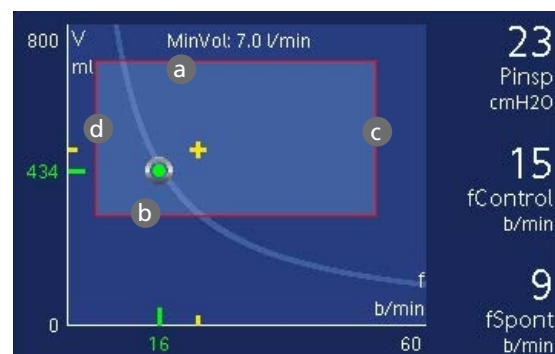 800
V
ml
MinVol: 7.0 l/min
a
d
c
434
b
f
b/min
0
16
60
23
Pinsp
cmH2O
15
fControl
b/min
9
fSpont
b/min